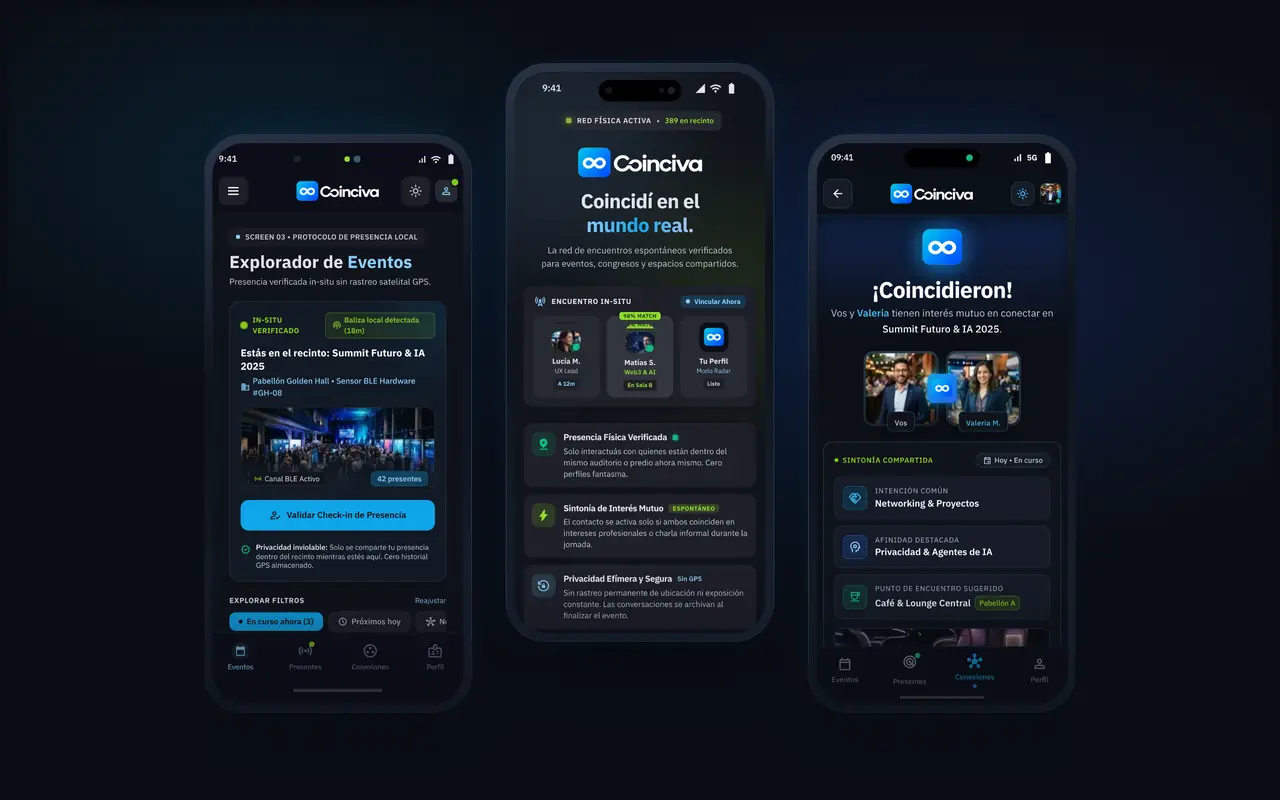 9:41
Coinciva
SCREEN 03 • PROTOCOLO DE PRESENCIA LOCAL
Explorador de Eventos
Presencia verificada in-situ sin rastreo satelital GPS.
IN-SITU
VERIFICADO
Baliza local detectada
(18m)
Estás en el recinto: Summit Futuro & IA
2025
Pabellón Golden Hall • Sensor BLE Hardware
#GH-08
Canal BLE Activo
42 presentes
Validar Check-in de Presencia
Privacidad inviolable: Solo se comparte tu presencia
dentro del recinto mientras estés aquí. Cero historial
GPS almacenado.
EXPLORAR FILTROS
Reajustar
En curso ahora (3)
Próximos hoy
Eventos
Presentes
Conexiones
Perfil
9:41
RED FÍSICA ACTIVA • 389 en recinto
Coinciva
Coincidí en el
mundo real.
La red de encuentros espontáneos verificados
para eventos, congresos y espacios compartidos.
ENCUENTRO IN-SITU
Vincular Ahora
Lucía M.
UX Lead
A 12m
98% MATCH
Matías S.
Web3 & AI
En Sala B
Tu Perfil
Modo Radar
Listo
Presencia Física Verificada
Solo interactuás con quienes están dentro del
mismo auditorio o predio ahora mismo. Cero
perfiles fantasma.
Sintonía de Interés Mutuo
ESPONTÁNEO
El contacto se activa solo si ambos coinciden en
intereses profesionales o charla informal durante la
jornada.
Privacidad Efímera y Segura
Sin GPS
Sin rastreo permanente de ubicación ni exposición
constante. Las conversaciones se archivan al
finalizar el evento.
09:41
5G
Coinciva
¡Coincidieron!
Vos y Valeria tienen interés mutuo en conectar en
Summit Futuro & IA 2025.
Vos
Valeria M.
SINTONÍA COMPARTIDA
Hoy • En curso
INTENCIÓN COMÚN
Networking & Proyectos
AFINIDAD DESTACADA
Privacidad & Agentes de IA
PUNTO DE ENCUENTRO SUGERIDO
Café & Lounge Central
Pabellón A
Eventos
Presentes
Conexiones
Perfil